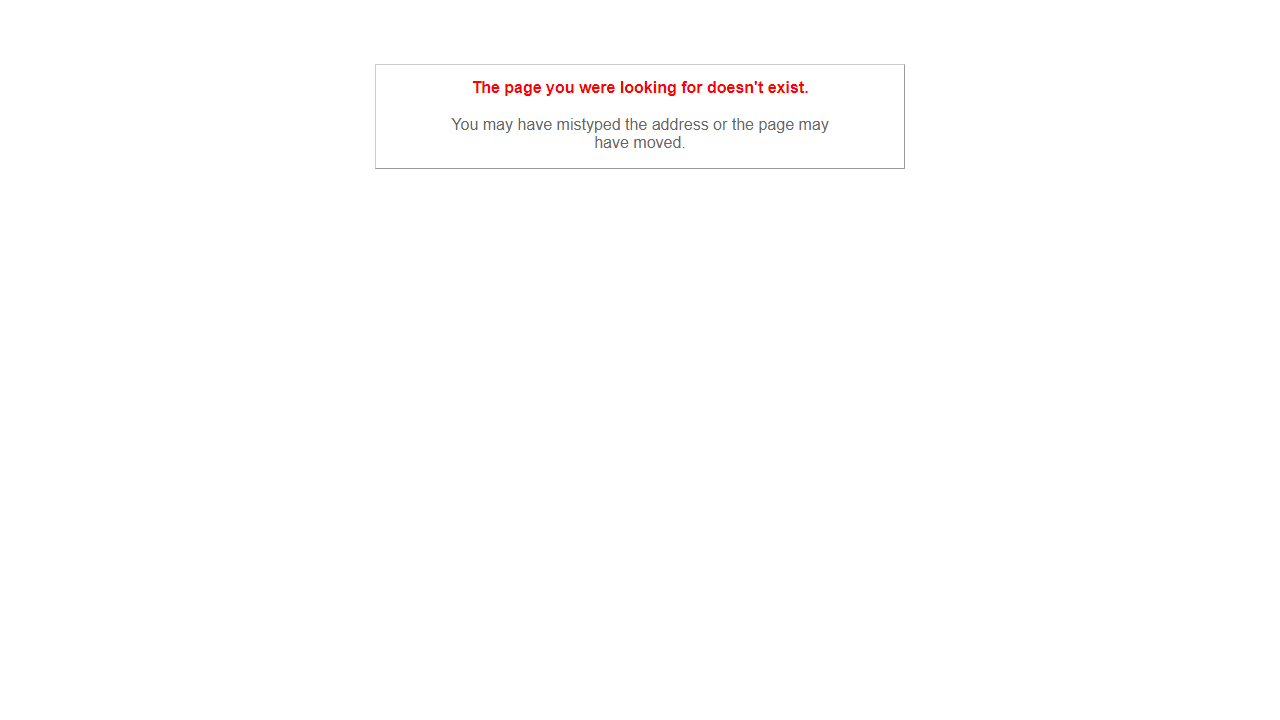 The page you were looking for doesn't exist.
You may have mistyped the address or the page may
have moved.